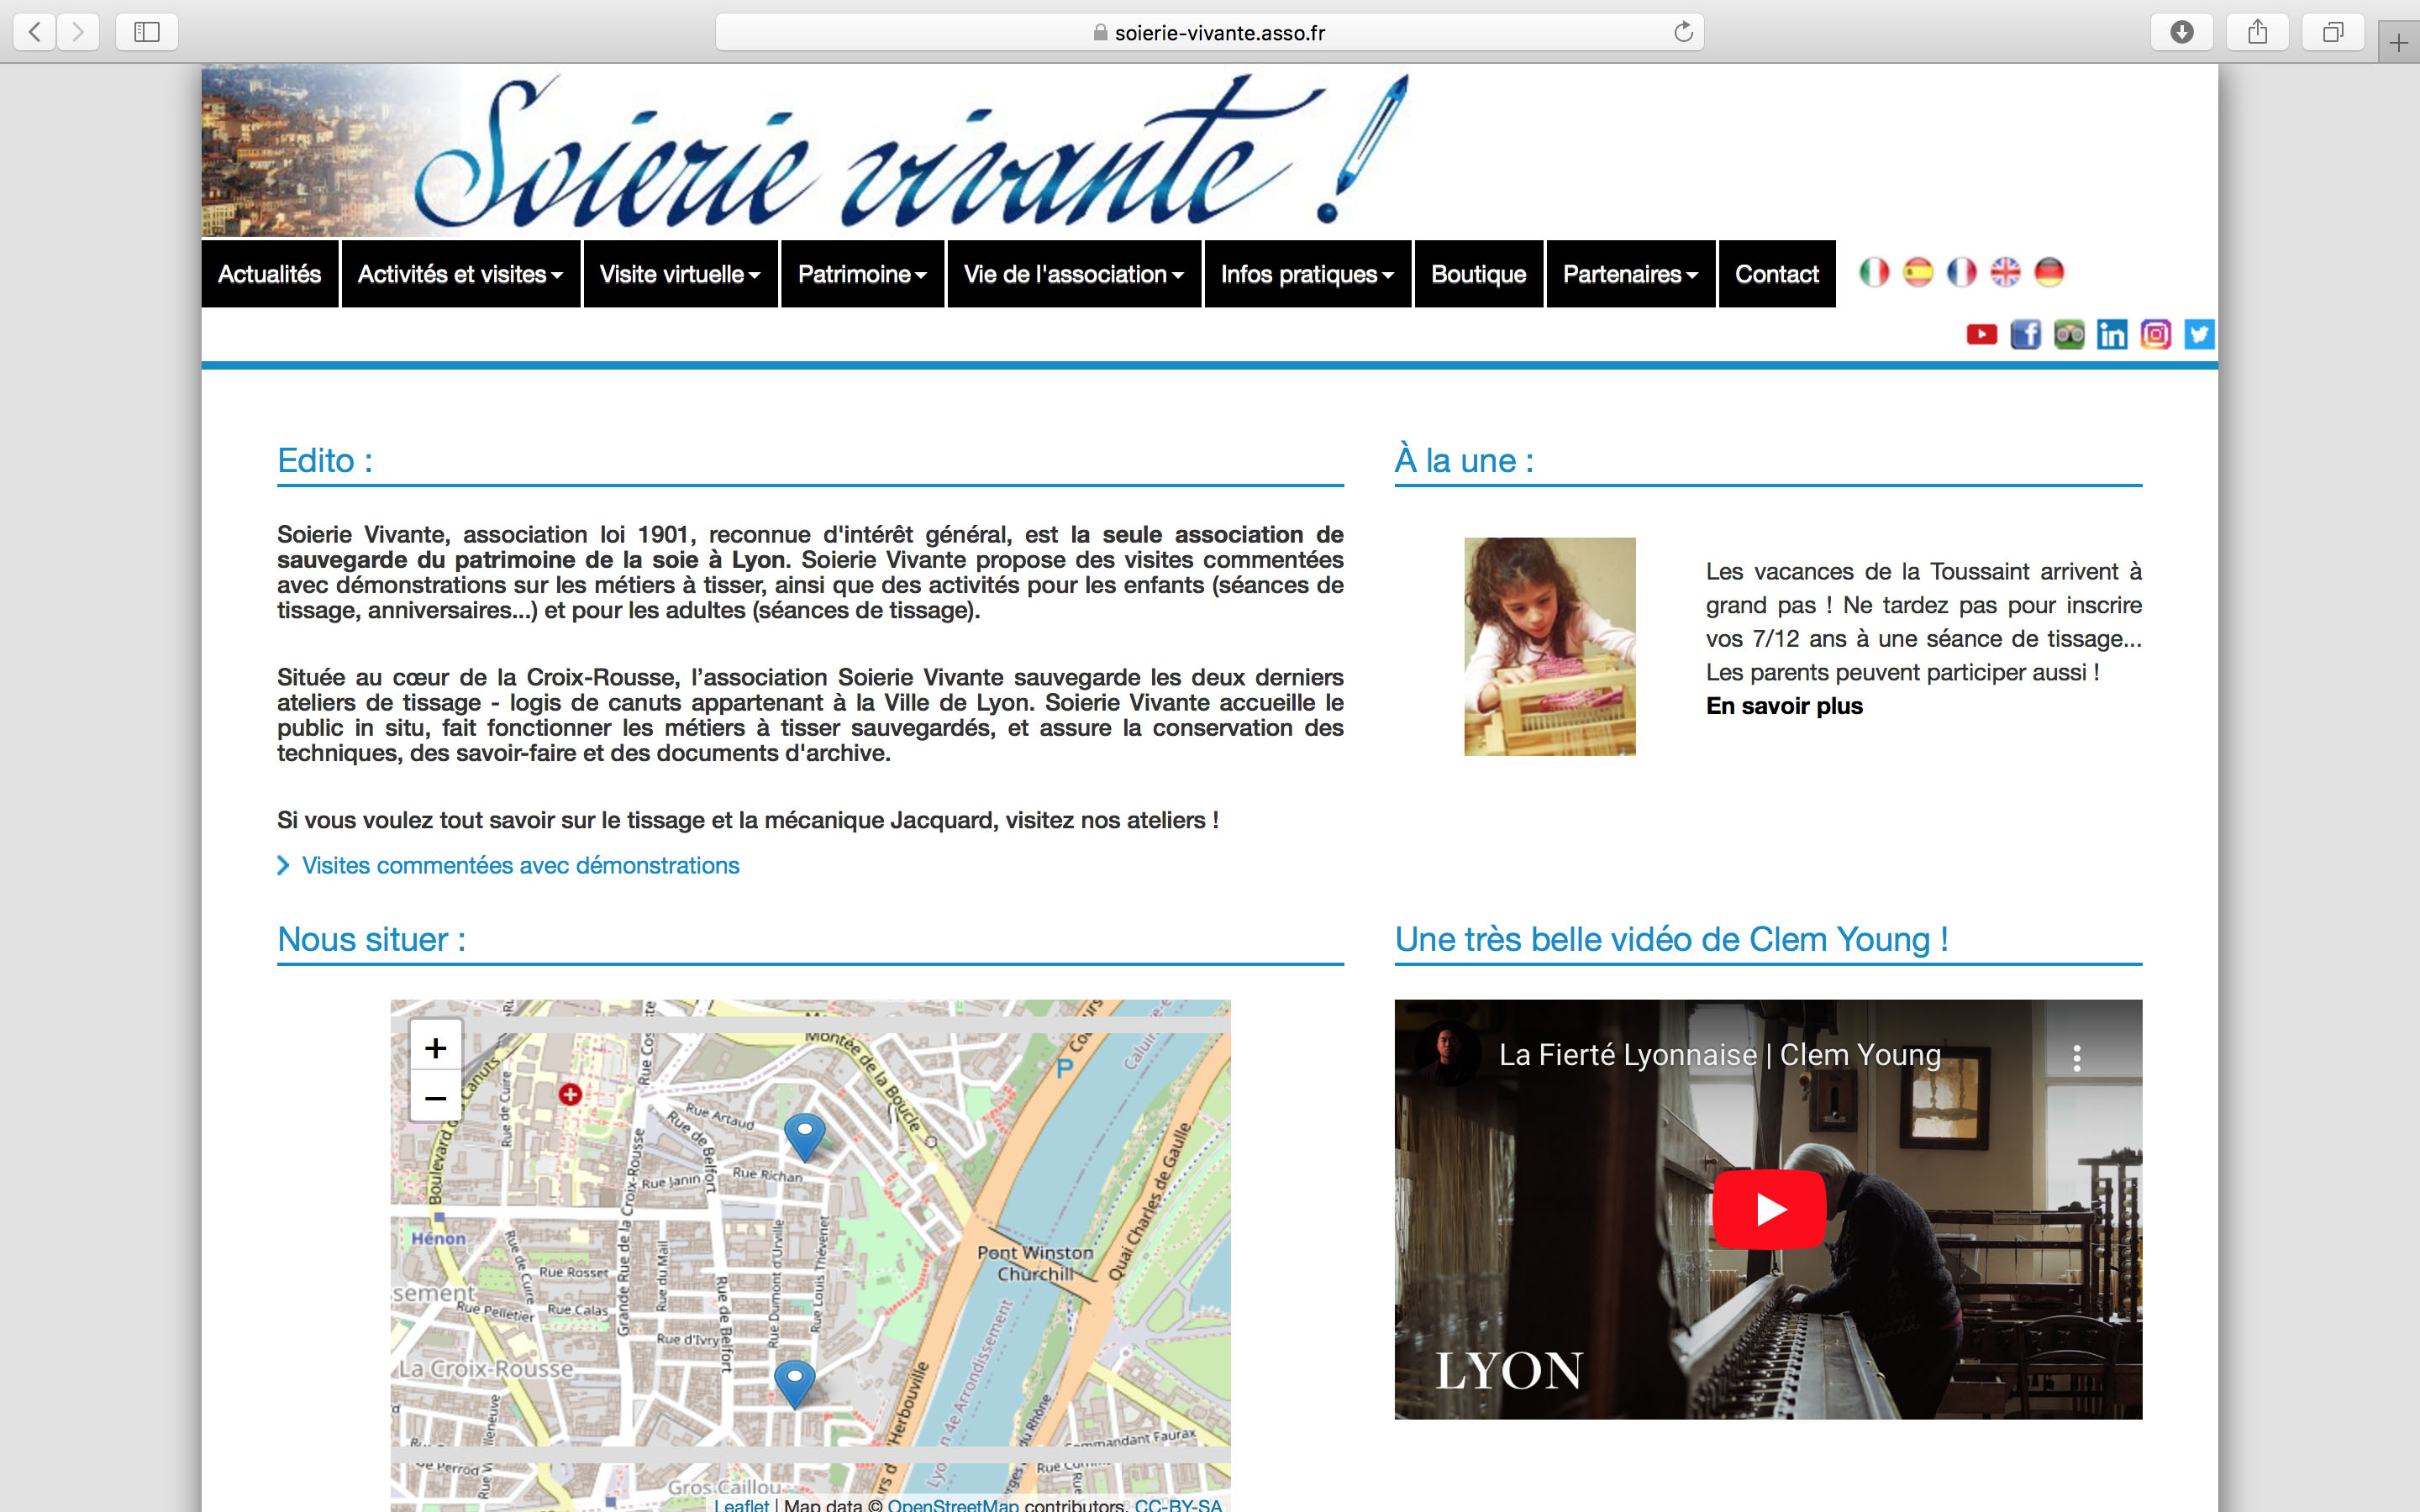 soierie-vivante.asso.fr
Soierie vivante !
Actualités
Activités et visites
Visite virtuelle
Patrimoine
Vie de l'association
Infos pratiques
Boutique
Partenaires
Contact
Edito :
Soierie Vivante, association loi 1901, reconnue d'intérêt général, est la seule association de
sauvegarde du patrimoine de la soie à Lyon. Soierie Vivante propose des visites commentées
avec démonstrations sur les métiers à tisser, ainsi que des activités pour les enfants (séances de
tissage, anniversaires...) et pour les adultes (séances de tissage).
Située au cœur de la Croix-Rousse, l’association Soierie Vivante sauvegarde les deux derniers
ateliers de tissage - logis de canuts appartenant à la Ville de Lyon. Soierie Vivante accueille le
public in situ, fait fonctionner les métiers à tisser sauvegardés, et assure la conservation des
techniques, des savoir-faire et des documents d'archive.
Si vous voulez tout savoir sur le tissage et la mécanique Jacquard, visitez nos ateliers !
Visites commentées avec démonstrations
À la une :
Les vacances de la Toussaint arrivent à
grand pas ! Ne tardez pas pour inscrire
vos 7/12 ans à une séance de tissage...
Les parents peuvent participer aussi !
En savoir plus
Nous situer :
+
−
Montée de la Boucle
P
Rue de Cuire
Rue Artaud
Rue de Belfort
Rue Richan
Rue Janin
Grande Rue de la Croix-Rousse
Hénon
Rue de Cuire
Rue Rosset
Rue du Mail
Rue Dumont d'Urville
Rue Louis Thévenet
Pont Winston
Churchill
Quai Charles de Gaulle
Rue Pelletier
Rue Calas
Rue d'Ivry
Rue de Belfort
La Croix-Rousse
Gros Caillou
Leaflet | Map data © OpenStreetMap contributors, CC-BY-SA
Une très belle vidéo de Clem Young !
La Fierté Lyonnaise | Clem Young
LYON